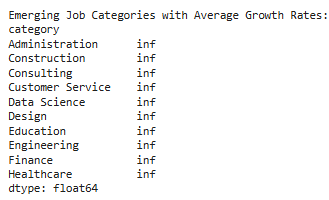 Emerging Job Categories with Average Growth Rates:
category
Administration      inf
Construction        inf
Consulting          inf
Customer Service    inf
Data Science        inf
Design              inf
Education           inf
Engineering         inf
Finance             inf
Healthcare          inf
dtype: float64